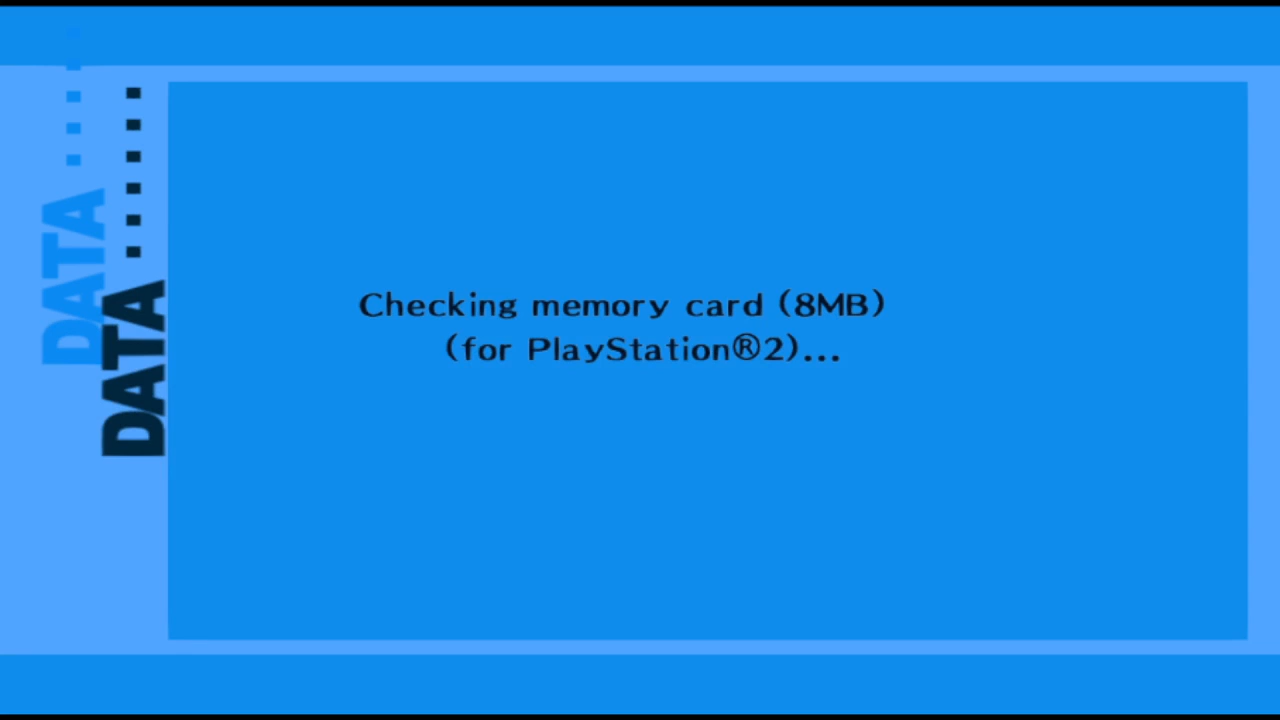 DATA ......
DATA .....
Checking memory card (8MB)
(for PlayStation®2)...